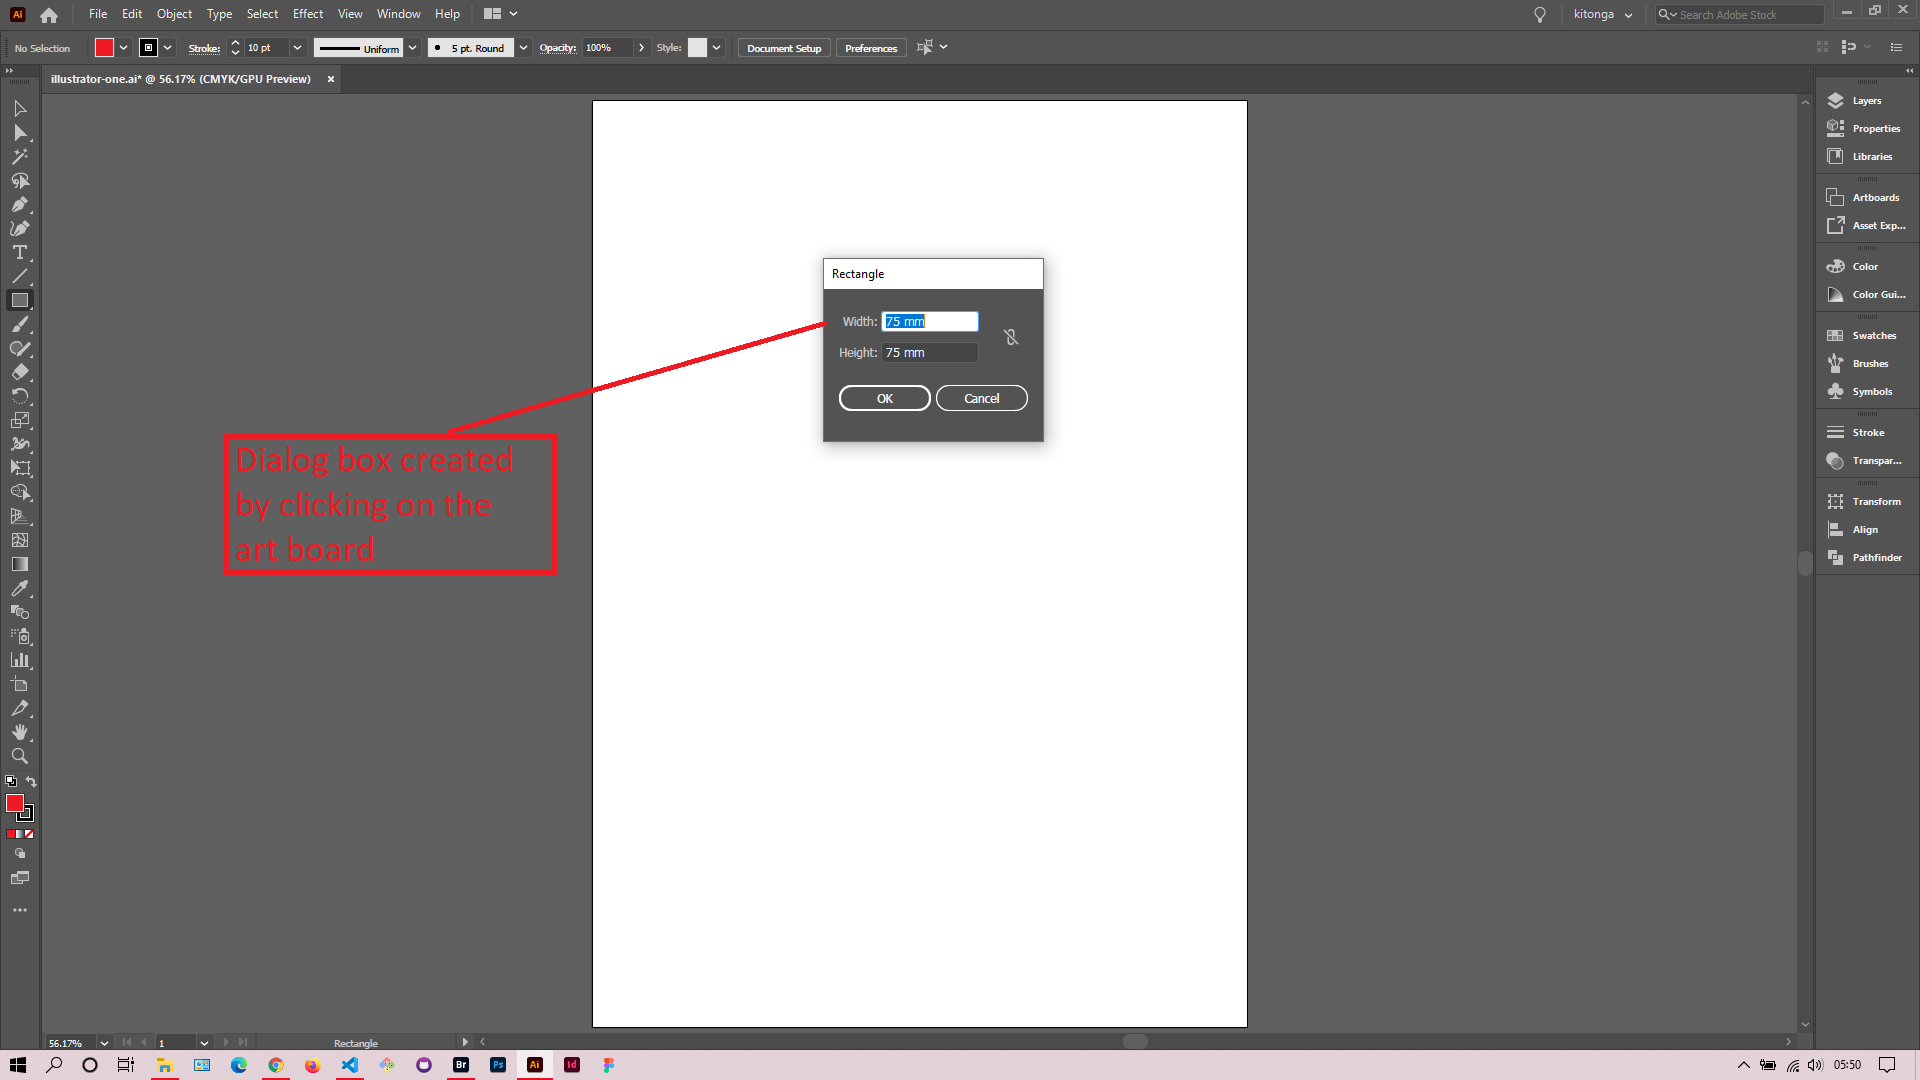 Ai File Edit Object Type Select Effect View Window Help kitonga Search Adobe Stock
No Selection Stroke: 10 pt Uniform 5 pt. Round Opacity: 100% Style: Document Setup Preferences
illustrator-one.ai* @ 56.17% (CMYK/GPU Preview) ×
Layers
Properties
Libraries
Artboards
Asset Exp...
Color
Color Gui...
Swatches
Brushes
Symbols
Stroke
Transpar...
Transform
Align
Pathfinder
Rectangle
Width: 75 mm
Height: 75 mm
OK Cancel
Dialog box created
by clicking on the
art board
56.17% 1 Rectangle
Br Ps Ai Id 05:50